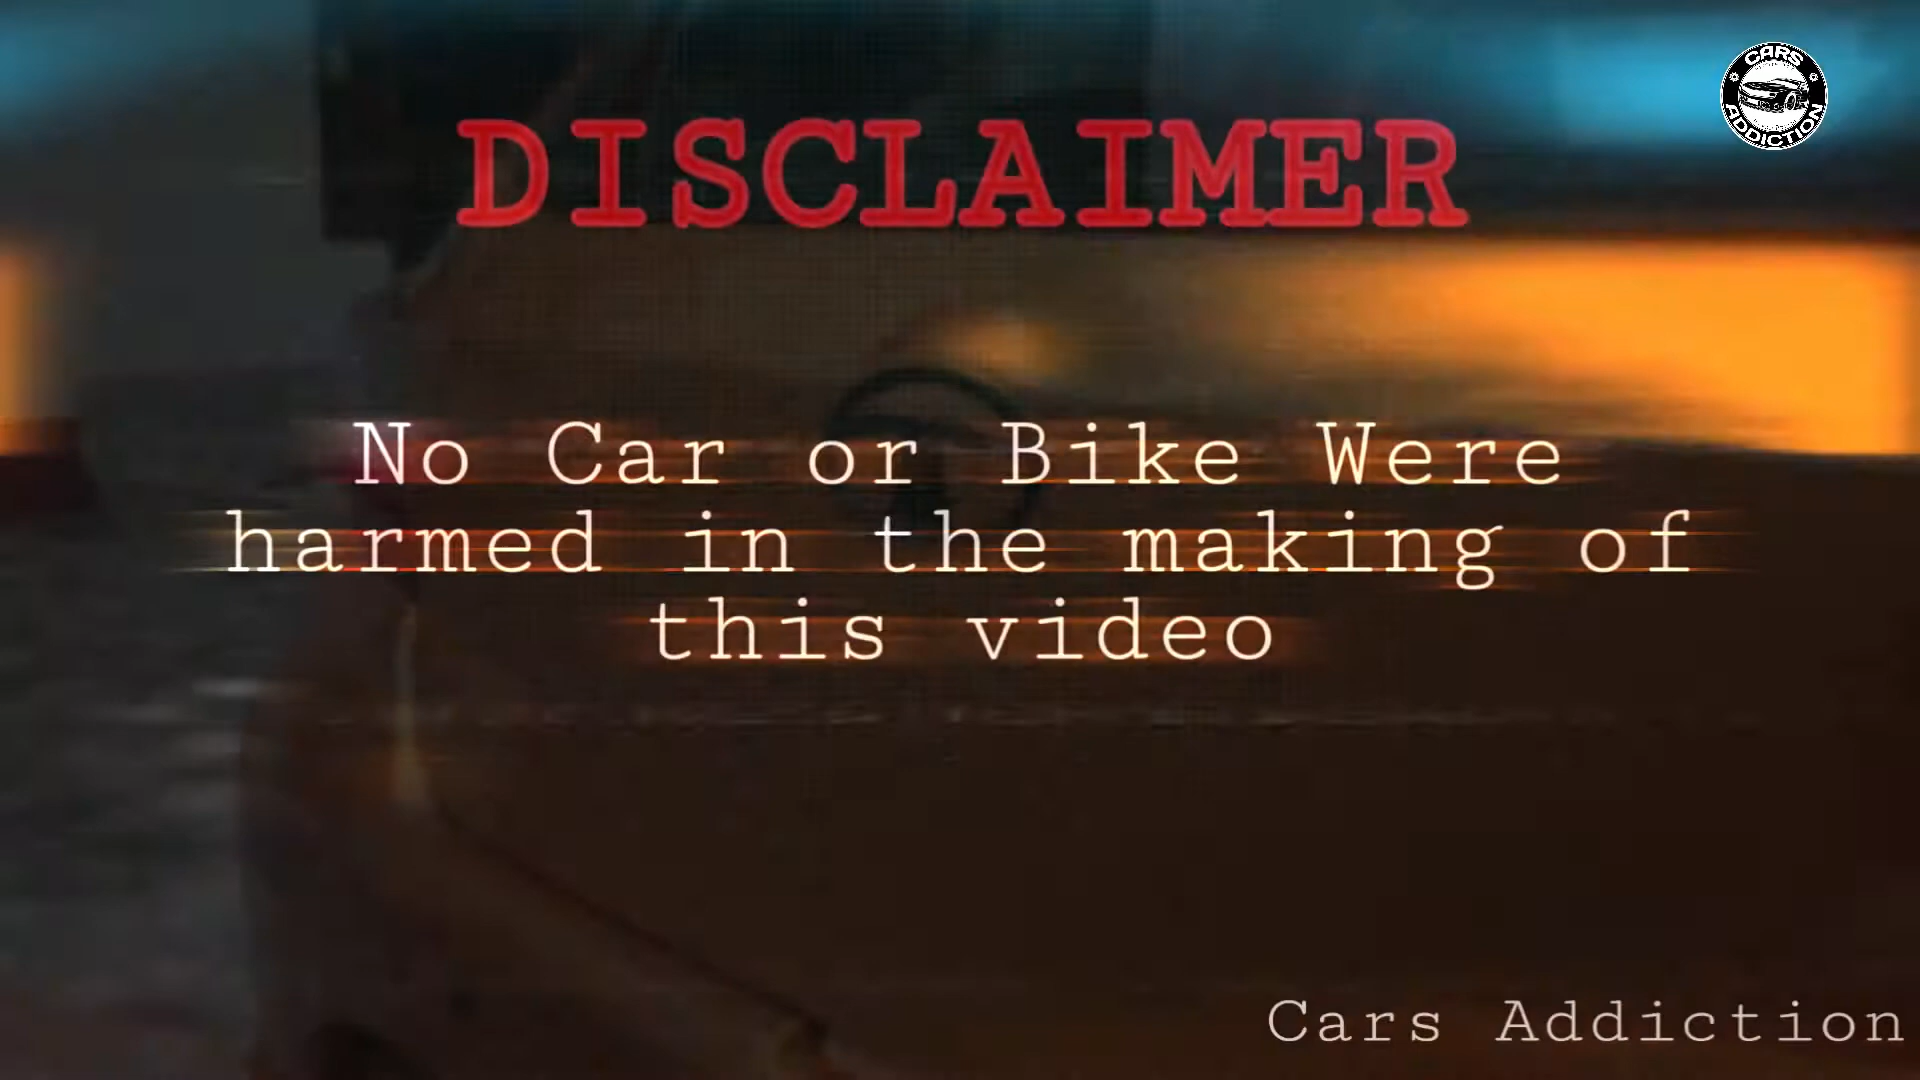 CARS
ADDICTION
DISCLAIMER
No Car or Bike Were
harmed in the making of
this video
Cars Addiction